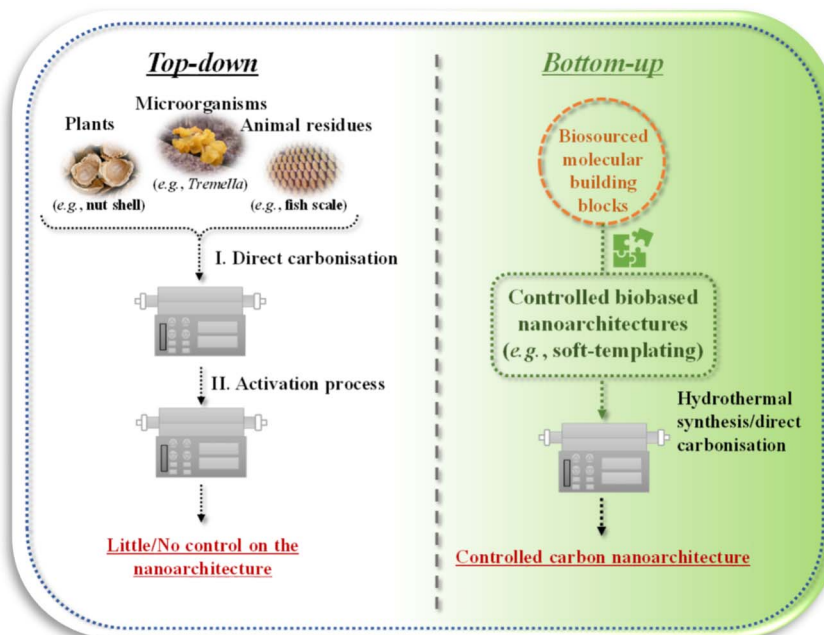 Top-down
Microorganisms
Plants
Animal residues
(e.g., Tremella)
(e.g., nut shell)
(e.g., fish scale)
I. Direct carbonisation
II. Activation process
Little/No control on the
nanoarchitecture
Bottom-up
Biosourced
molecular
building
blocks
Controlled biobased
nanoarchitectures
(e.g., soft-templating)
Hydrothermal
synthesis/direct
carbonisation
Controlled carbon nanoarchitecture